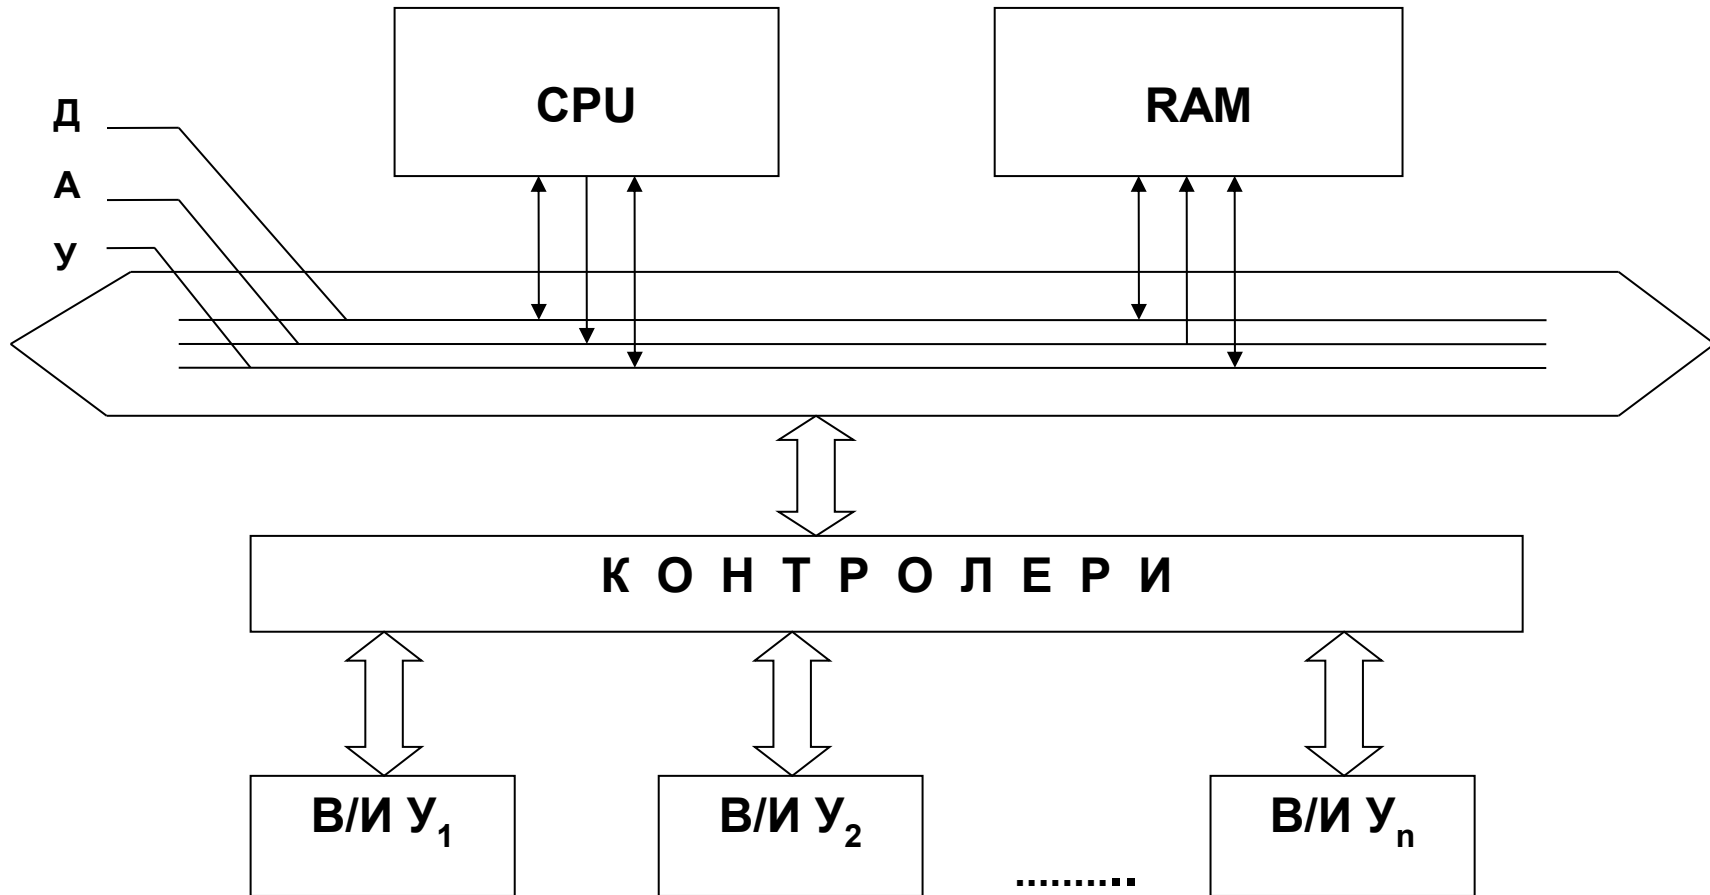 CPU
RAM
Д
А
У
К О Н Т Р О Л Е Р И
В/И У1
В/И У2
..........
В/И Уn